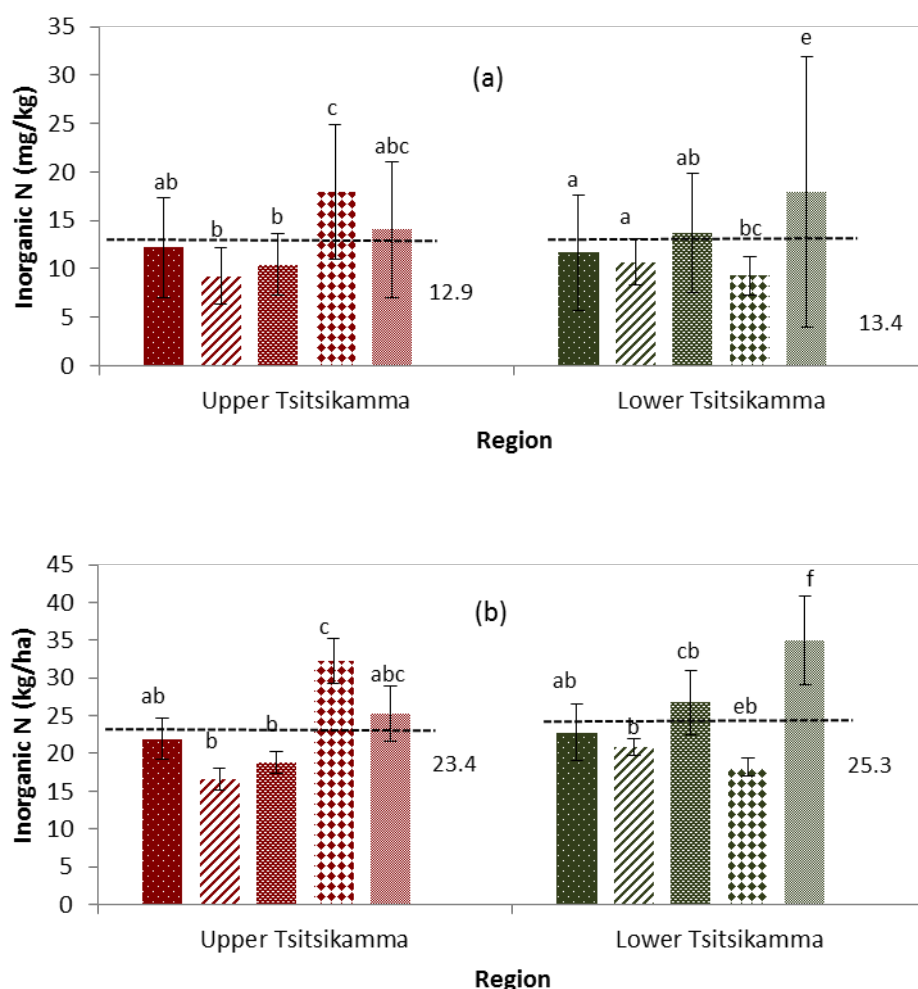 35
30
25
20
15
10
5
0
Inorganic N (mg/kg)
(a)
ab
b
b
c
abc
12.9
a
a
ab
bc
e
13.4
Upper Tsitsikamma
Lower Tsitsikamma
Region
45
40
35
30
25
20
15
10
5
0
Inorganic N (kg/ha)
(b)
ab
b
b
c
abc
23.4
ab
b
cb
eb
f
25.3
Upper Tsitsikamma
Lower Tsitsikamma
Region